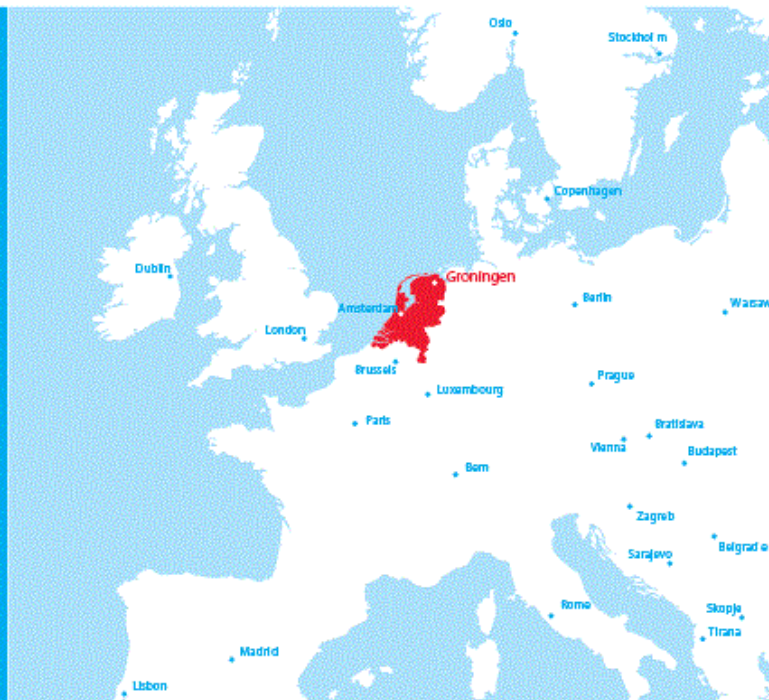 Oslo
Stockhol m
Copenhagen
Dublin
Groningen
Berlin
Amsterdam
Warsaw
London
Brussels
Prague
Luxembourg
Paris
Bratislava
Vienna
Budapest
Bern
Zagreb
Belgrad e
Sarajevo
Rome
Skopje
Tirana
Madrid
Lisbon